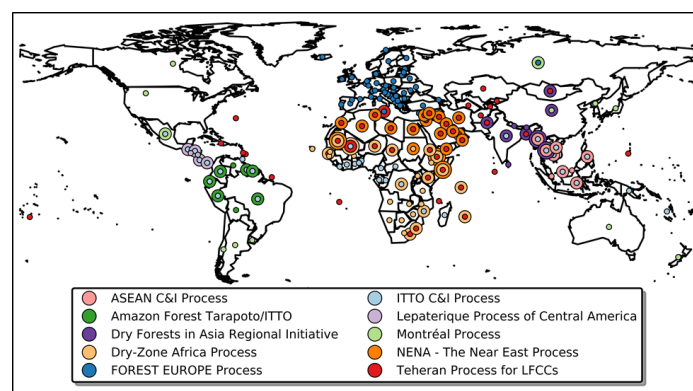 ASEAN C&I Process
Amazon Forest Tarapoto/ITTO
Dry Forests in Asia Regional Initiative
Dry-Zone Africa Process
FOREST EUROPE Process
ITTO C&I Process
Lepaterique Process of Central America
Montréal Process
NENA - The Near East Process
Teheran Process for LFCCs